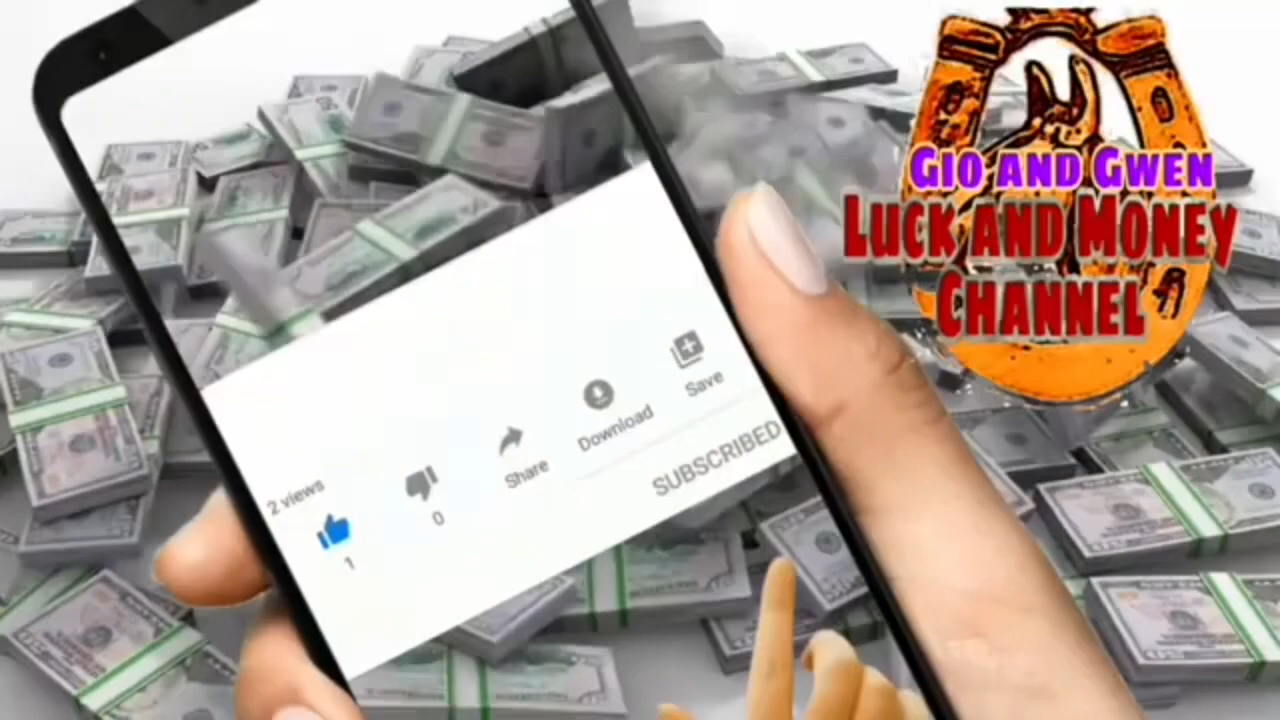 Gio and Gwen
Luck and Money
Channel
2 views
1
0
Share
Download
Save
SUBSCRIBED